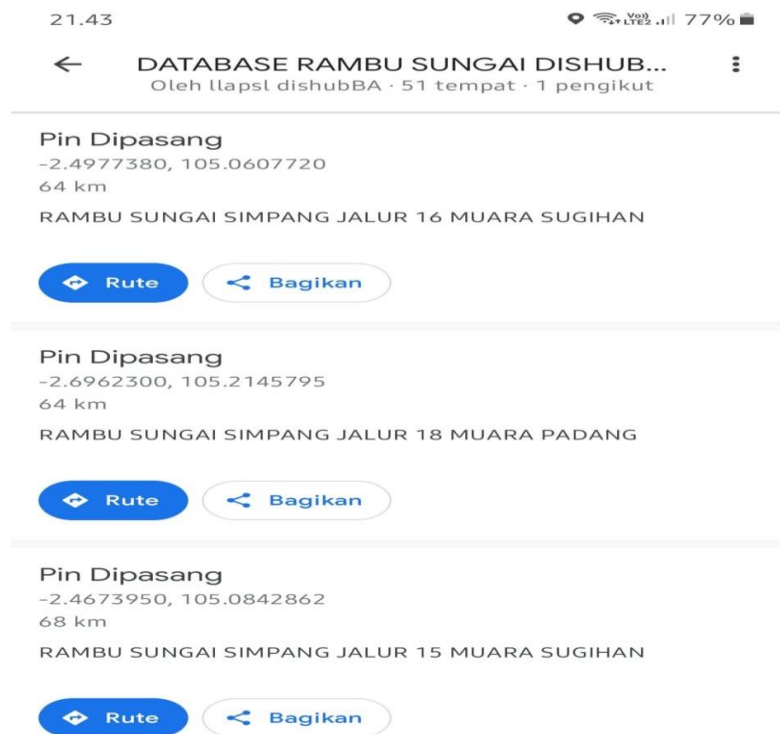 21.43
Vo)) LTE2 77%
DATABASE RAMBU SUNGAI DISHUB...
Oleh llapsl dishubBA · 51 tempat · 1 pengikut
Pin Dipasang
-2.4977380, 105.0607720
64 km
RAMBU SUNGAI SIMPANG JALUR 16 MUARA SUGIHAN
Rute
Bagikan
Pin Dipasang
-2.6962300, 105.2145795
64 km
RAMBU SUNGAI SIMPANG JALUR 18 MUARA PADANG
Rute
Bagikan
Pin Dipasang
-2.4673950, 105.0842862
68 km
RAMBU SUNGAI SIMPANG JALUR 15 MUARA SUGIHAN
Rute
Bagikan